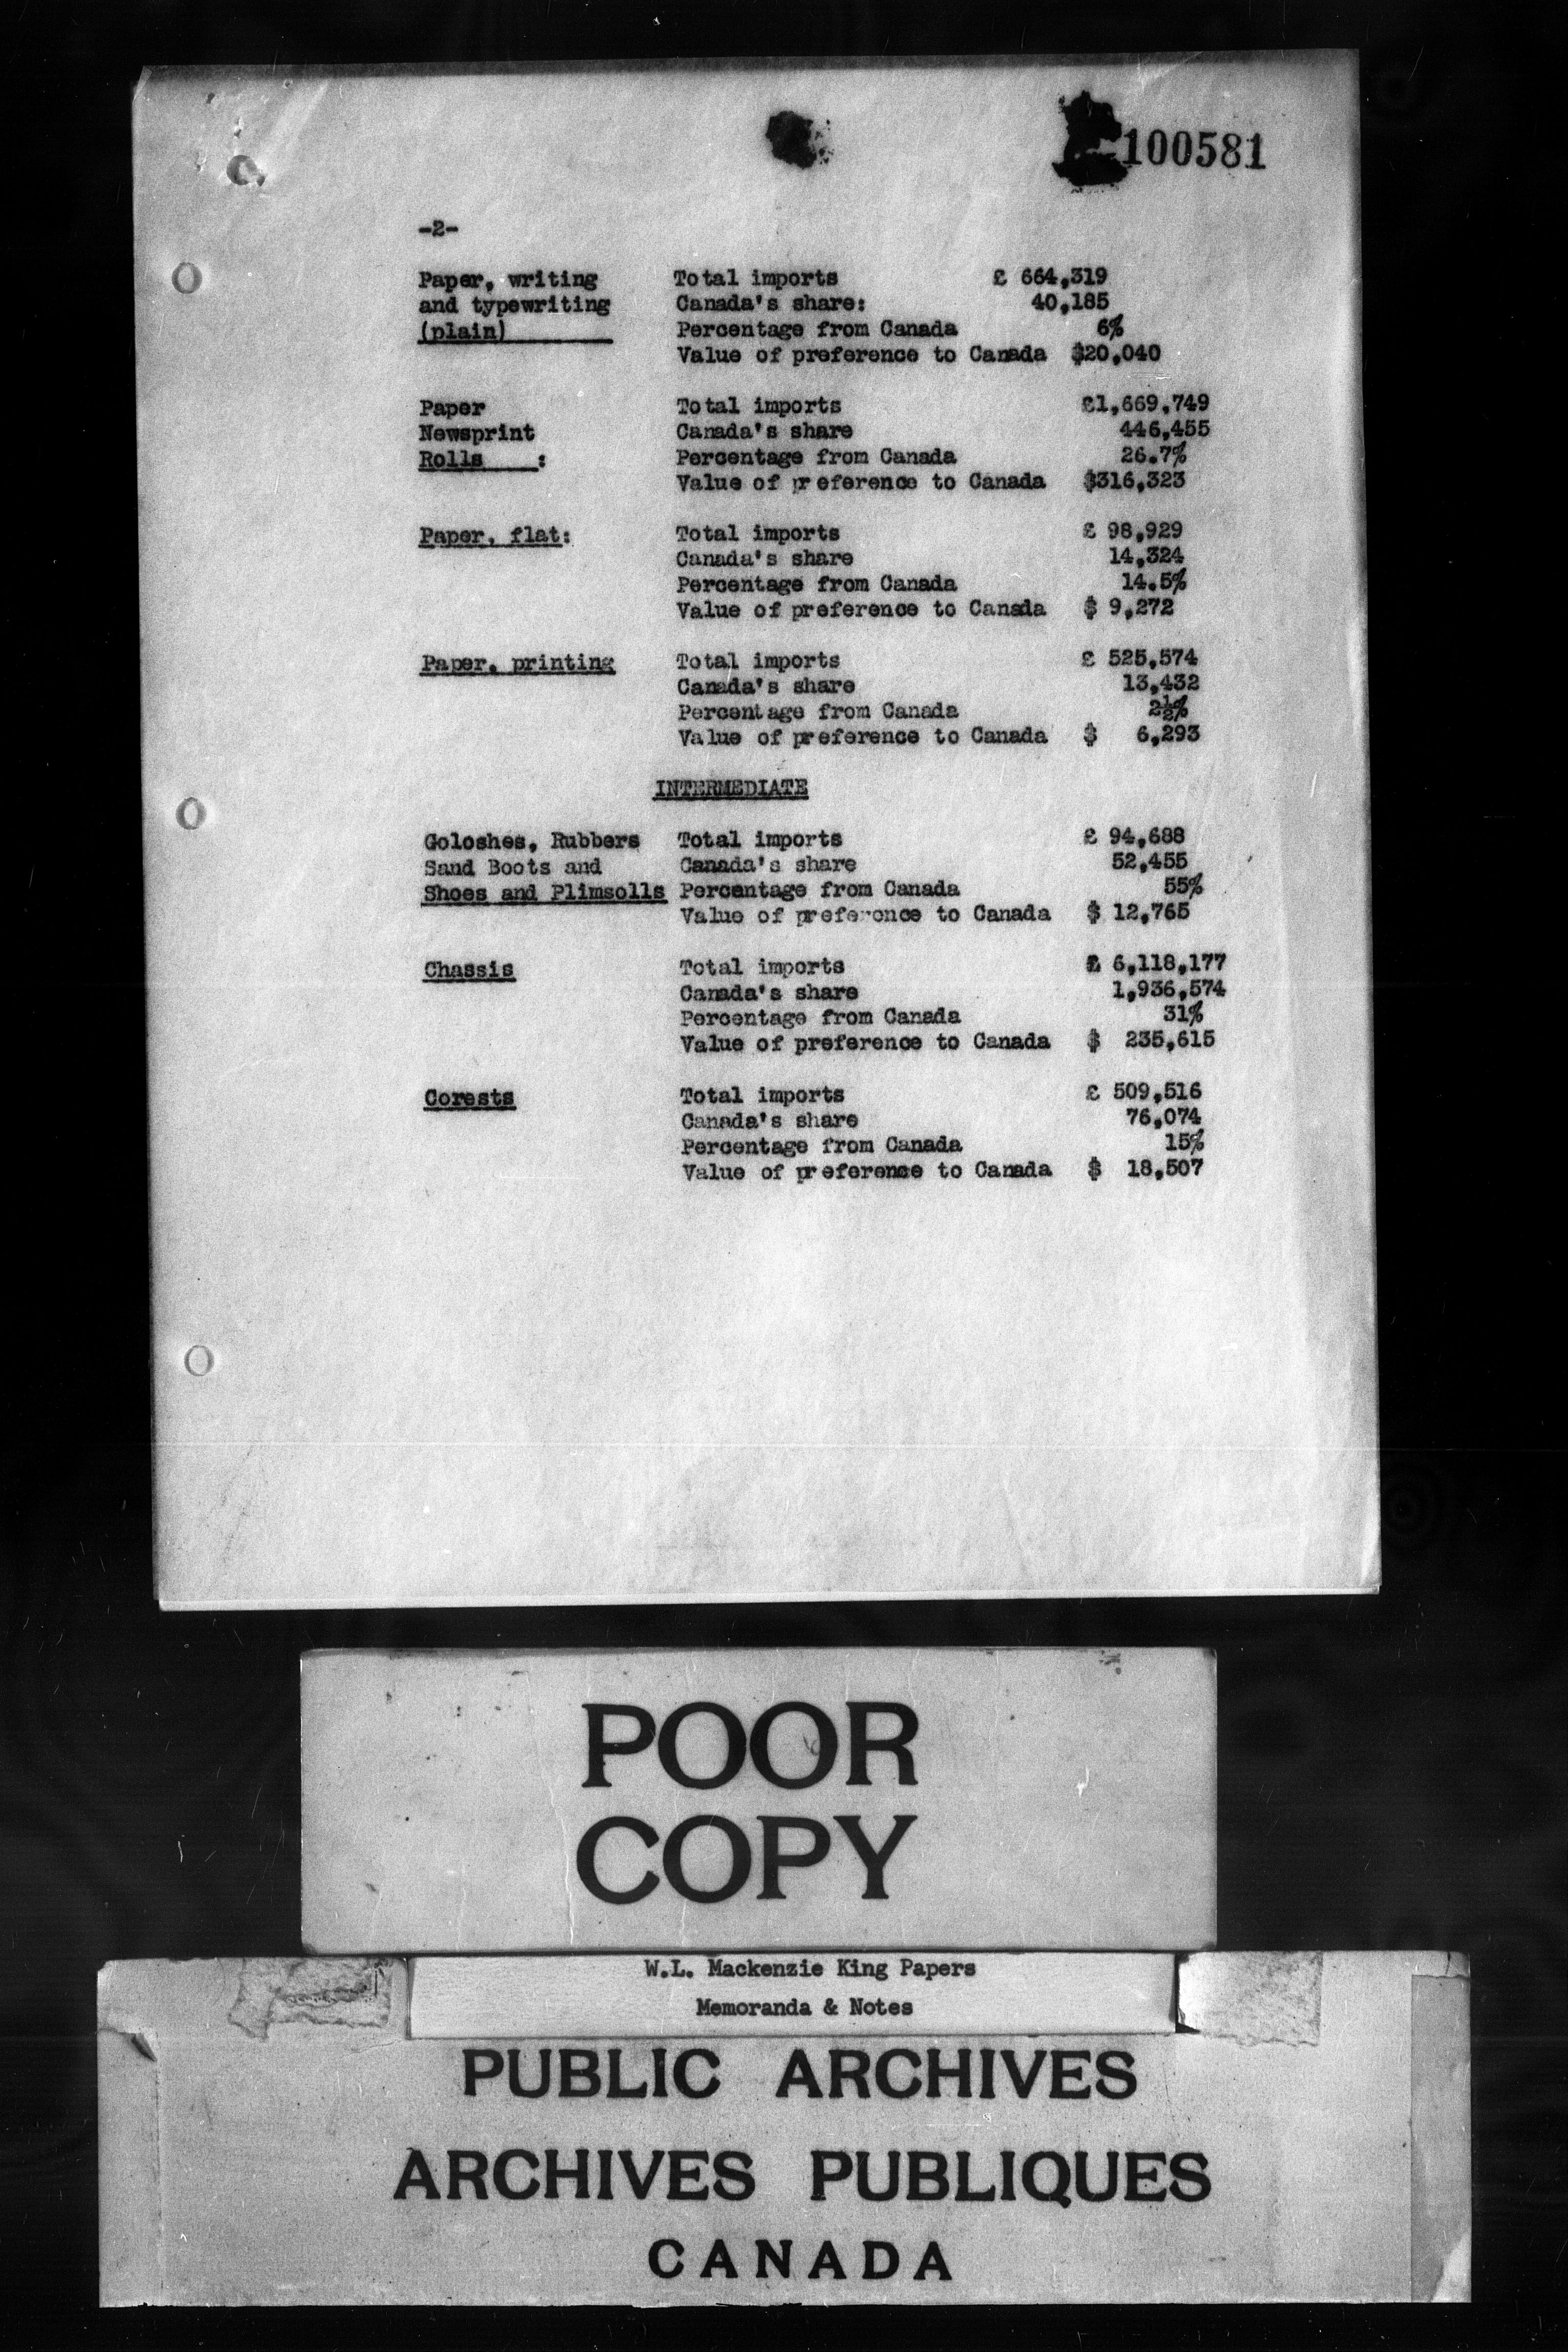 100581
-2-
Paper, writing Total imports £ 664,319
and typewriting Canada's share: 40,185
(plain) Percentage from Canada 6%
Value of preference to Canada $20,040
Paper Total imports £1,669,749
Newsprint Canada's share 446,455
Rolls : Percentage from Canada 26.7%
Value of preference to Canada $316,323
Paper, flat: Total imports £ 98,929
Canada's share 14,324
Percentage from Canada 14.5%
Value of preference to Canada $ 9,272
Paper, printing Total imports £ 525,574
Canada's share 13,432
Percentage from Canada 2½%
Value of preference to Canada $ 6,293
INTERMEDIATE
Goloshes, Rubbers Total imports £ 94,688
Sand Boots and Canada's share 52,455
Shoes and Plimsolls Percentage from Canada 55%
Value of preference to Canada $ 12,765
Chassis Total imports £ 6,118,177
Canada's share 1,936,574
Percentage from Canada 31%
Value of preference to Canada $ 235,615
Corests Total imports £ 509,516
Canada's share 76,074
Percentage from Canada 15%
Value of preference to Canada $ 18,507
POOR
COPY
W.L. Mackenzie King Papers
Memoranda & Notes
PUBLIC ARCHIVES
ARCHIVES PUBLIQUES
CANADA